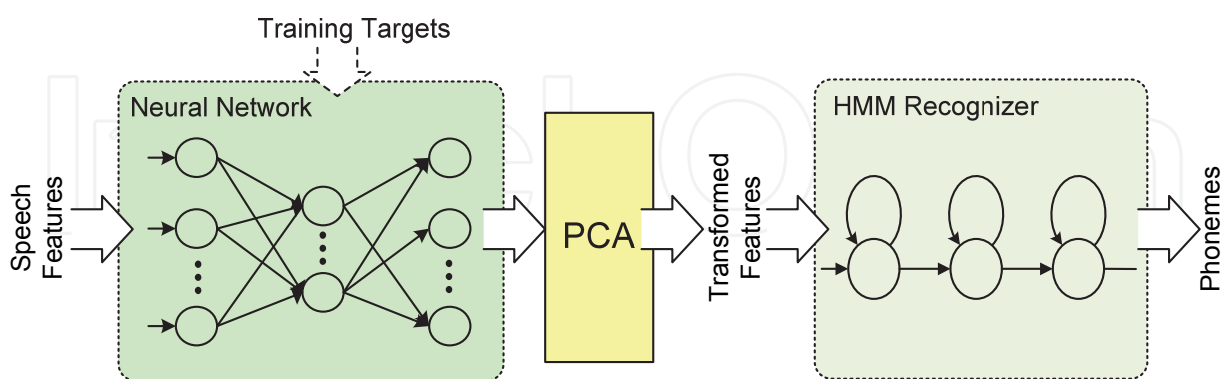 Training Targets
Neural Network
HMM Recognizer
Speech
Features
PCA
Transformed
Features
Phonemes